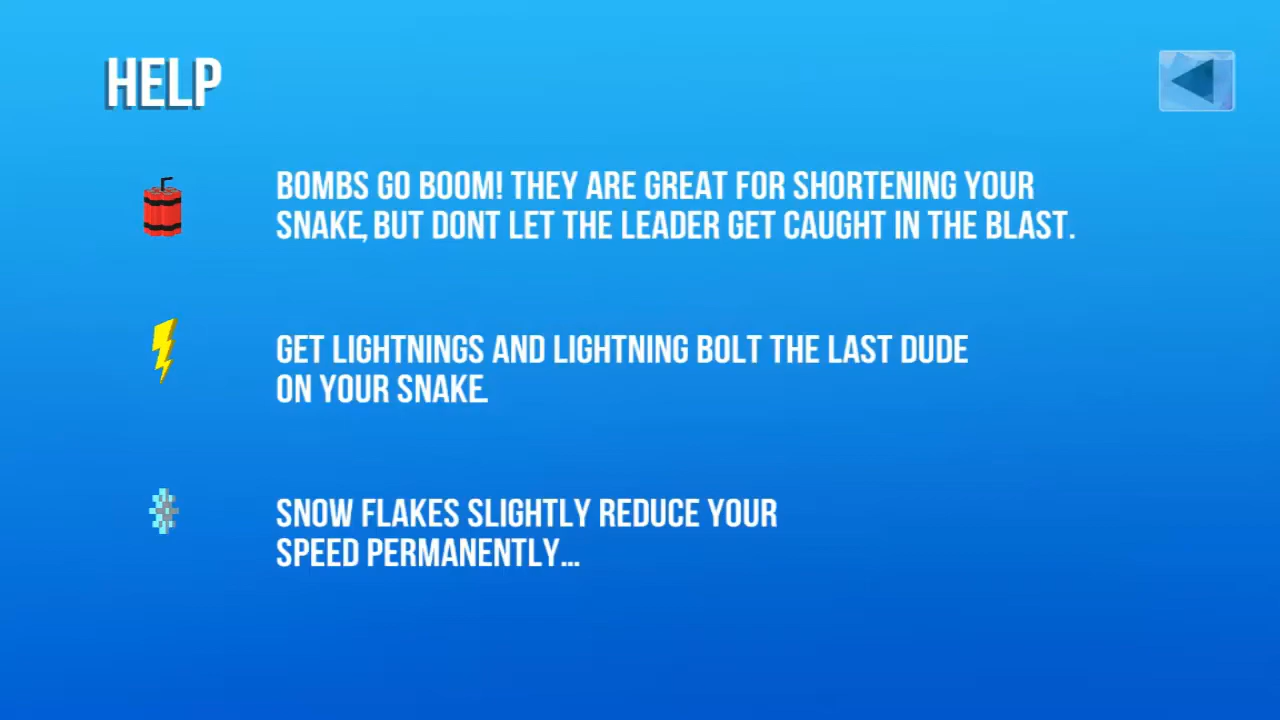 HELP
BOMBS GO BOOM! THEY ARE GREAT FOR SHORTENING YOUR
SNAKE, BUT DONT LET THE LEADER GET CAUGHT IN THE BLAST.
GET LIGHTNINGS AND LIGHTNING BOLT THE LAST DUDE
ON YOUR SNAKE.
SNOW FLAKES SLIGHTLY REDUCE YOUR
SPEED PERMANENTLY...